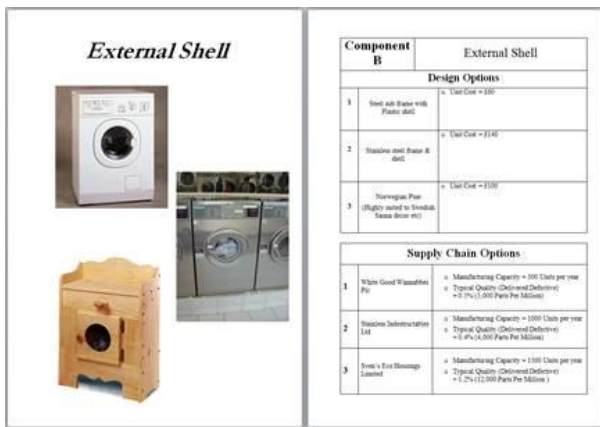 External Shell
Component
B
External Shell
Design Options
1
Steel sub frame with
Plastic shell
Unit Cost = £60
2
Stainless steel frame &
shell
Unit Cost = £140
3
Norwegian Pine
(Highly suited to Swedish
Sauna decor etc)
Unit Cost = £100
Supply Chain Options
1
White Good Wannabbes
Plc
Manufacturing Capacity = 500 Units per year
Typical Quality (Delivered Defective)
(1,000 Parts Per Million)
2
Stainless Indestructables
Ltd
Manufacturing Capacity = 1000 Units per year
Typical Quality (Delivered Defective)
= 0.4% (4,000 Parts Per Million)
3
Sven's Eco Housings
Limited
Manufacturing Capacity = 1500 Units per year
Typical Quality (Delivered Defective)
= 1.2% (12,000 Parts Per Million )